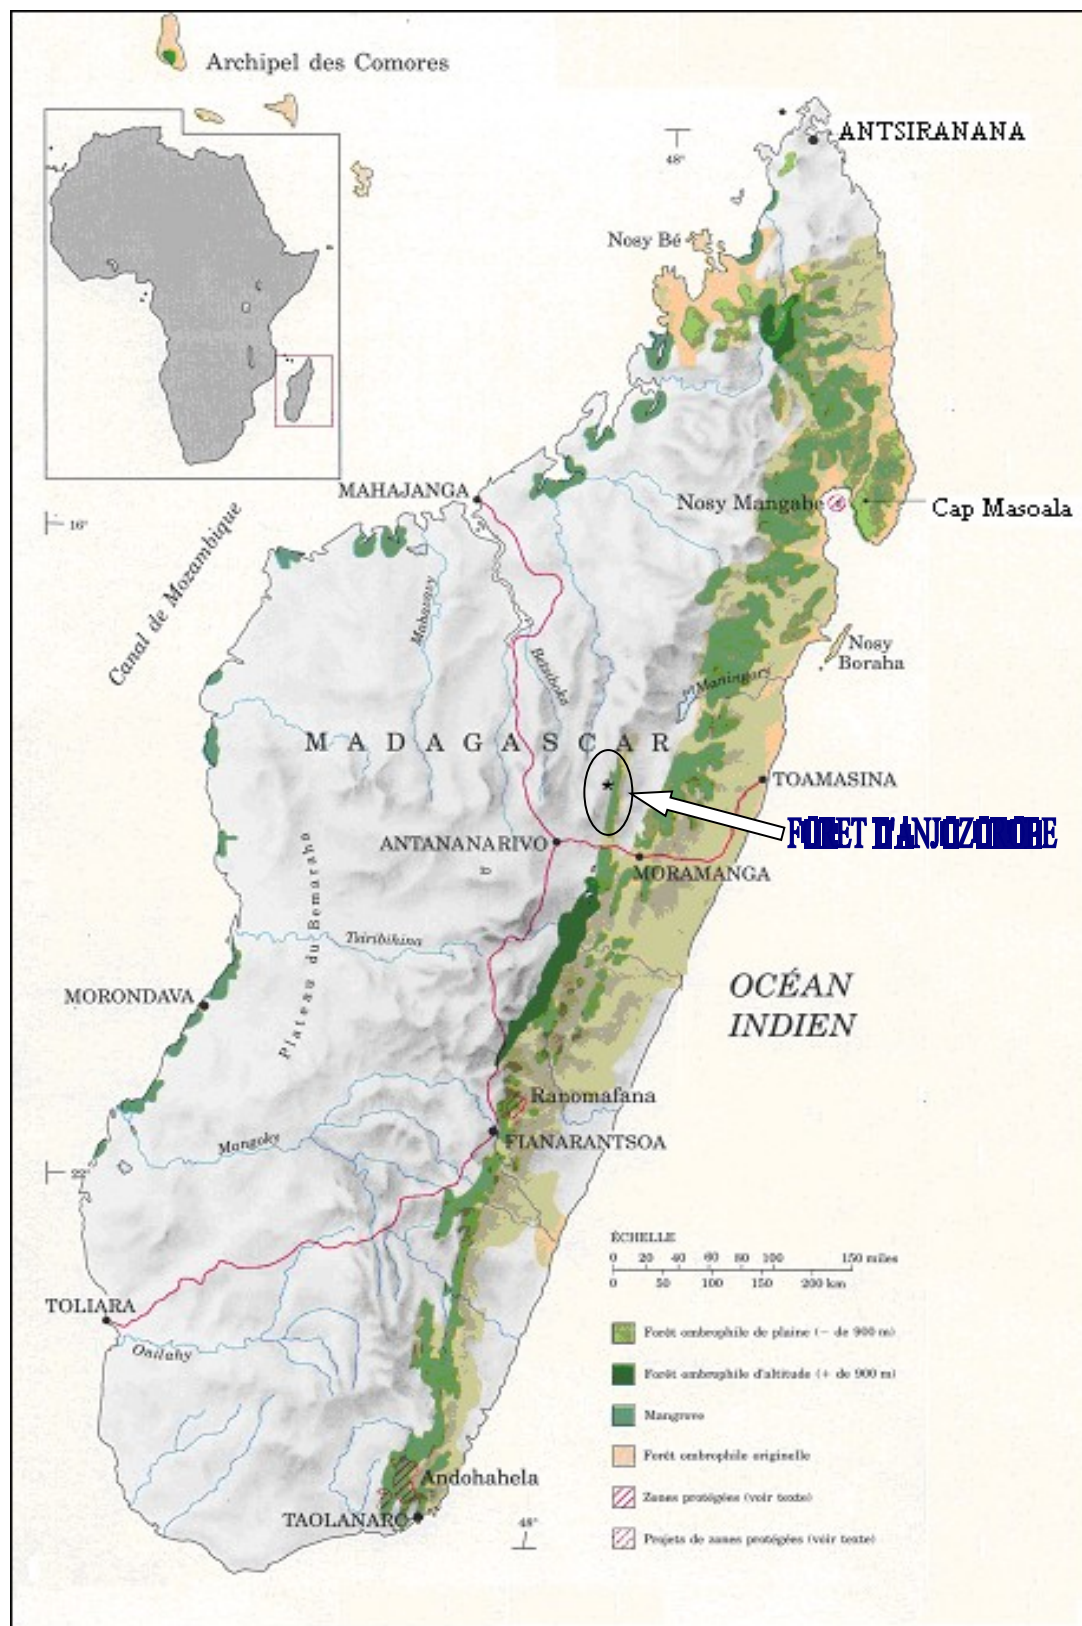 Archipel des Comores
ANTSIRANANA
48°
Nosy Bé
MAHAJANGA
Nosy Mangabe
Cap Masoala
16°
Canal de Mozambique
Mahavavy
Betsiboka
Nosy
Boraha
Maningory
MADAGASCAR
TOAMASINA
FORET D'ANJOZOROBE
ANTANANARIVO
MORAMANGA
Plateau du Bemaraha
Tsiribihina
OCÉAN
INDIEN
MORONDAVA
Ranomafana
Mangoky
FIANARANTSOA
22°
ÉCHELLE
0 20 40 60 80 100 150 miles
0 50 100 150 200 km
TOLIARA
Onilahy
Forêt ombrophile de plaine (– de 900 m)
Forêt ombrophile d'altitude (+ de 900 m)
Mangrove
Forêt ombrophile originelle
Andohahela
Zones protégées (voir texte)
TAOLANARO
48°
Projets de zones protégées (voir texte)